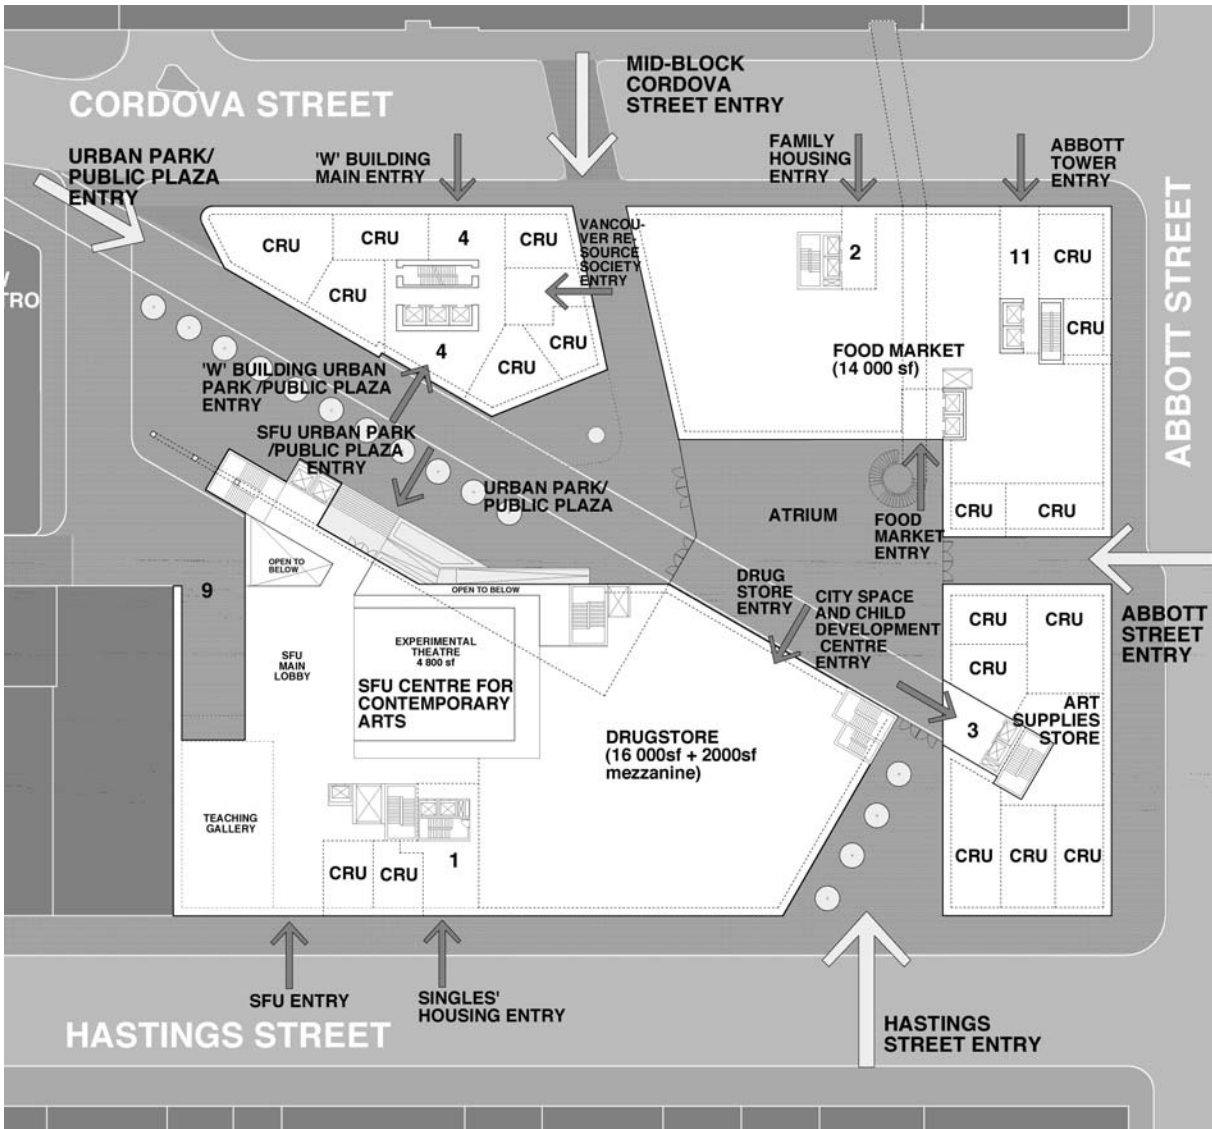 CORDOVA STREET
MID-BLOCK
CORDOVA
STREET ENTRY
URBAN PARK/
PUBLIC PLAZA
ENTRY
'W' BUILDING
MAIN ENTRY
FAMILY
HOUSING
ENTRY
ABBOTT
TOWER
ENTRY
ABBOTT STREET
TRO
CRU
CRU
4
CRU
VANCOU-
VER RE-
SOURCE
SOCIETY
ENTRY
CRU
4
CRU
CRU
2
11
CRU
CRU
FOOD MARKET
(14 000 sf)
'W' BUILDING URBAN
PARK /PUBLIC PLAZA
ENTRY
SFU URBAN PARK
/PUBLIC PLAZA
ENTRY
URBAN PARK/
PUBLIC PLAZA
ATRIUM
FOOD
MARKET
ENTRY
CRU
CRU
OPEN TO
BELOW
9
OPEN TO BELOW
DRUG
STORE
ENTRY
CITY SPACE
AND CHILD
DEVELOPMENT
CENTRE
ENTRY
ABBOTT
STREET
ENTRY
CRU
CRU
CRU
SFU
MAIN
LOBBY
EXPERIMENTAL
THEATRE
4 800 sf
SFU CENTRE FOR
CONTEMPORARY
ARTS
DRUGSTORE
(16 000sf + 2000sf
mezzanine)
3
ART
SUPPLIES
STORE
TEACHING
GALLERY
CRU
CRU
1
CRU
CRU
CRU
SFU ENTRY
SINGLES'
HOUSING ENTRY
HASTINGS STREET
HASTINGS
STREET ENTRY